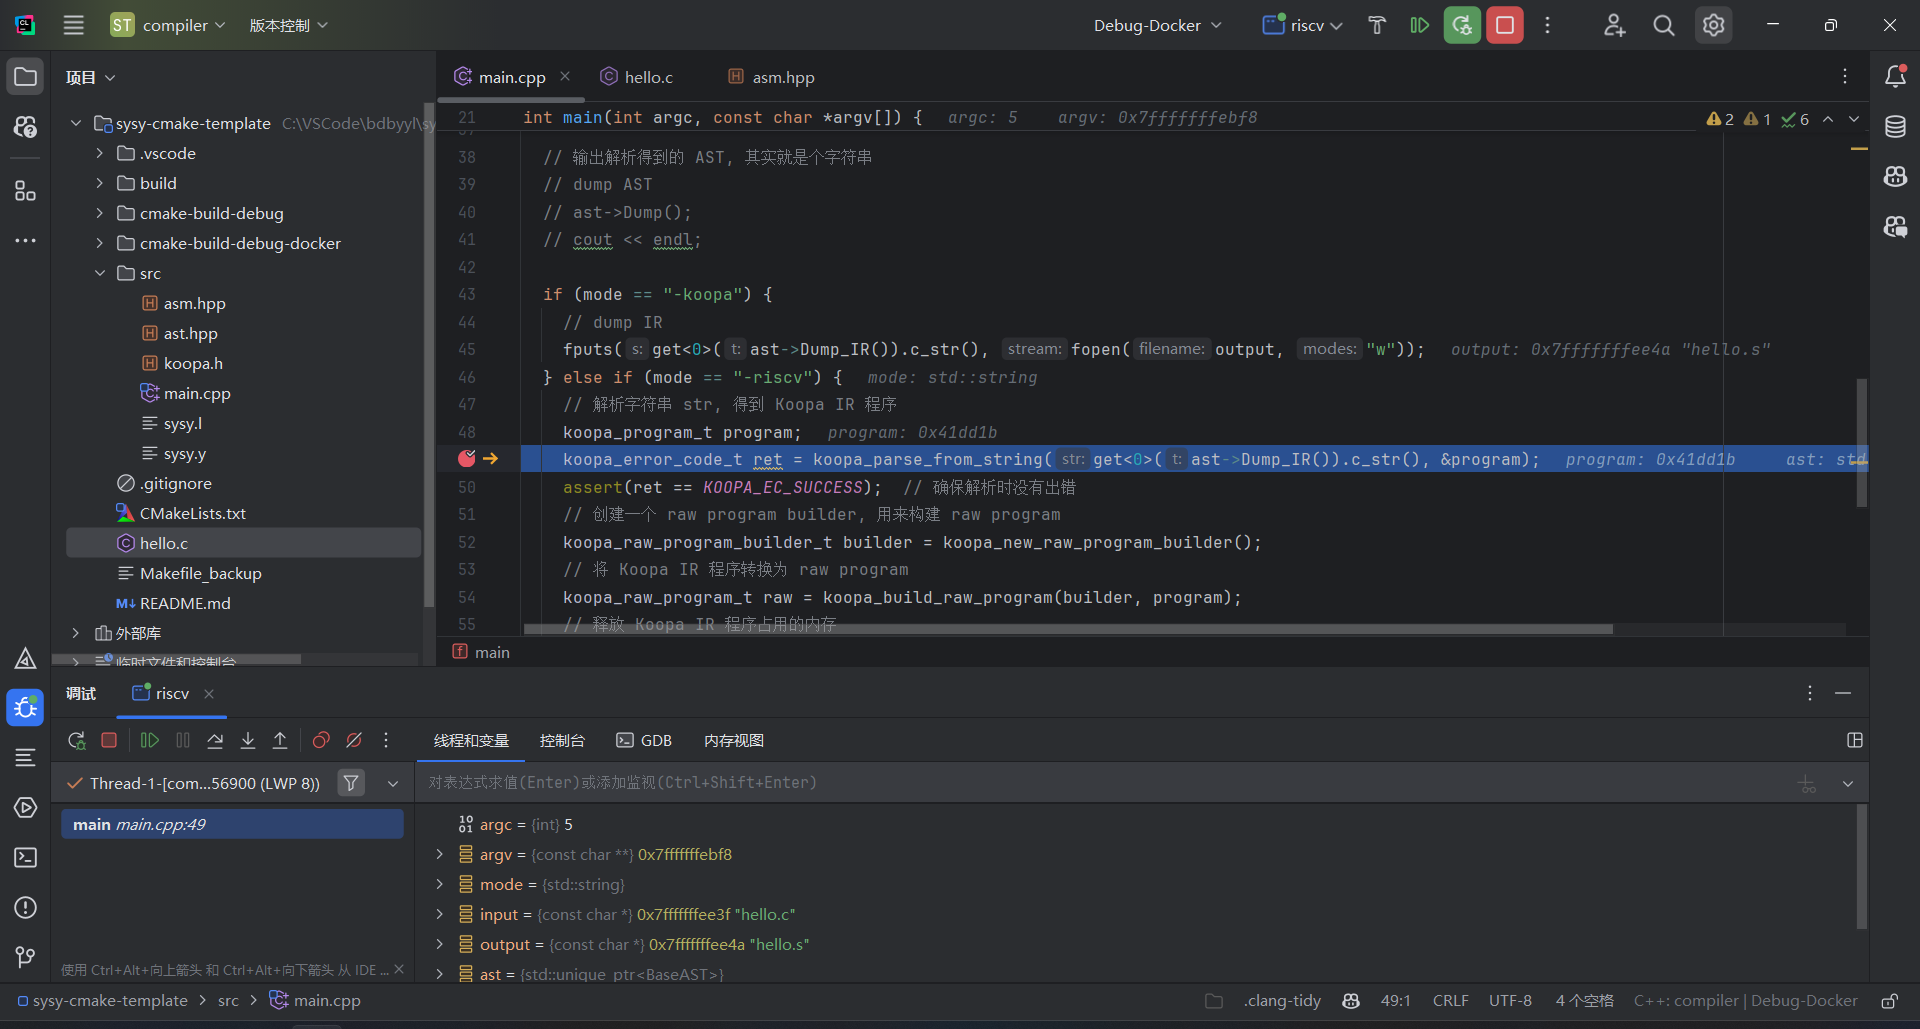 ST compiler 版本控制 Debug-Docker riscv
项目
sysy-cmake-template C:\VSCode\bdbyyl\sy
.vscode
build
cmake-build-debug
cmake-build-debug-docker
src
asm.hpp
ast.hpp
koopa.h
main.cpp
sysy.l
sysy.y
.gitignore
CMakeLists.txt
hello.c
Makefile_backup
README.md
外部库
临时文件和控制台
main.cpp hello.c asm.hpp
21 int main(int argc, const char *argv[]) { argc: 5 argv: 0x7fffffffebf8
2 1 6
38 // 输出解析得到的 AST, 其实就是个字符串
39 // dump AST
40 // ast->Dump();
41 // cout << endl;
42
43 if (mode == "-koopa") {
44 // dump IR
45 fputs( s: get<0>( t: ast->Dump_IR()).c_str(), stream: fopen( filename: output, modes: "w")); output: 0x7fffffffee4a "hello.s"
46 } else if (mode == "-riscv") { mode: std::string
47 // 解析字符串 str, 得到 Koopa IR 程序
48 koopa_program_t program; program: 0x41dd1b
koopa_error_code_t ret = koopa_parse_from_string( str: get<0>( t: ast->Dump_IR()).c_str(), &program); program: 0x41dd1b ast: std
50 assert(ret == KOOPA_EC_SUCCESS); // 确保解析时没有出错
51 // 创建一个 raw program builder, 用来构建 raw program
52 koopa_raw_program_builder_t builder = koopa_new_raw_program_builder();
53 // 将 Koopa IR 程序转换为 raw program
54 koopa_raw_program_t raw = koopa_build_raw_program(builder, program);
55 // 释放 Koopa IR 程序占用的内存
main
调试 riscv
线程和变量 控制台 GDB 内存视图
Thread-1-[com...56900 (LWP 8))
对表达式求值(Enter)或添加监视(Ctrl+Shift+Enter)
main main.cpp:49
argc = {int} 5
argv = {const char **} 0x7fffffffebf8
mode = {std::string}
input = {const char *} 0x7fffffffee3f "hello.c"
output = {const char *} 0x7fffffffee4a "hello.s"
ast = {std::unique_ptr<BaseAST>}
使用 Ctrl+Alt+向上箭头 和 Ctrl+Alt+向下箭头 从 IDE ...
sysy-cmake-template > src > main.cpp .clang-tidy 49:1 CRLF UTF-8 4 个空格 C++: compiler | Debug-Docker